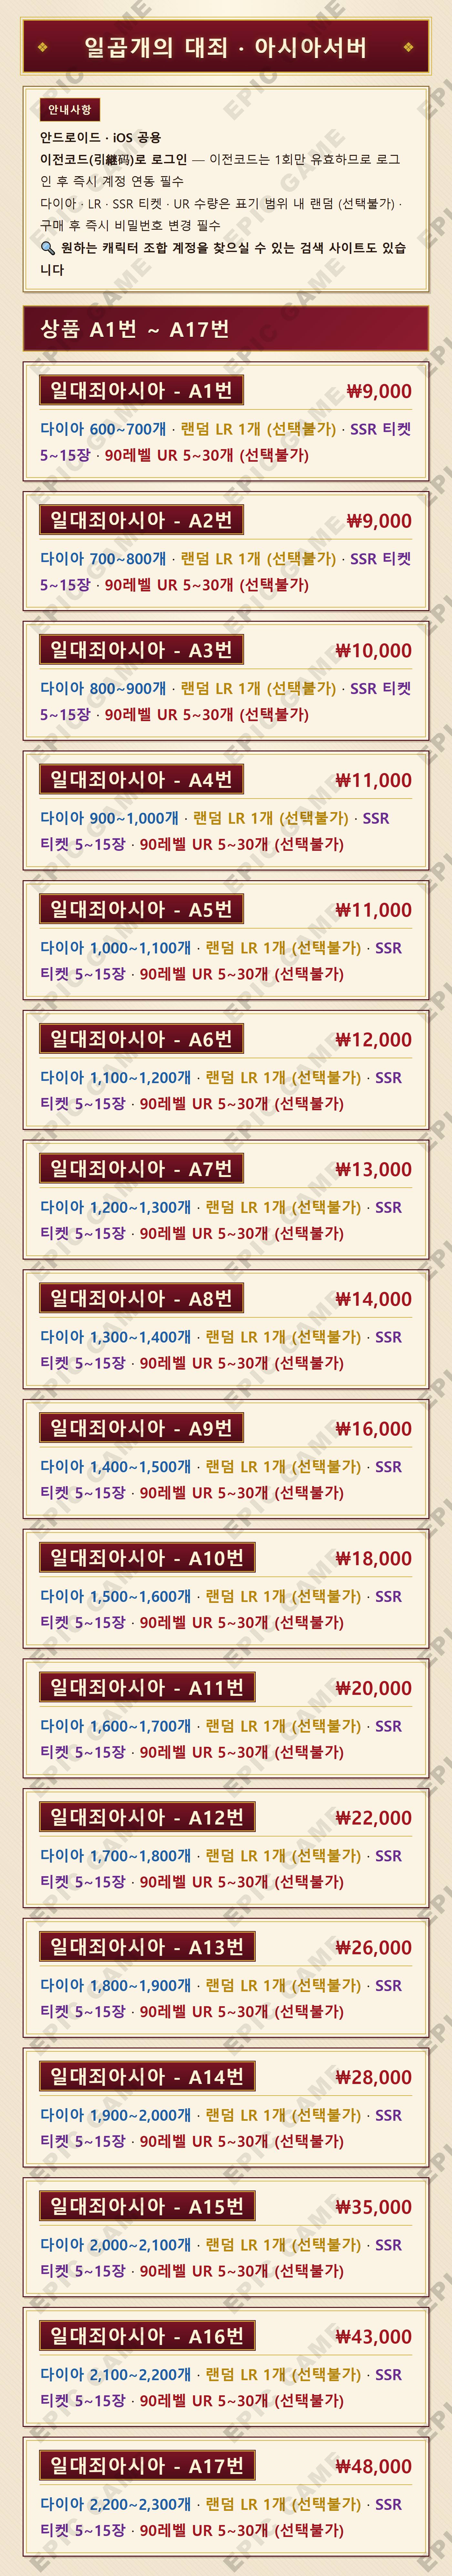 ❖ 일곱개의 대죄 · 아시아서버 ❖
안내사항
안드로이드 · iOS 공용
이전코드(引継码)로 로그인 — 이전코드는 1회만 유효하므로 로그
인 후 즉시 계정 연동 필수
다이아 · LR · SSR 티켓 · UR 수량은 표기 범위 내 랜덤 (선택불가) ·
구매 후 즉시 비밀번호 변경 필수
🔍 원하는 캐릭터 조합 계정을 찾으실 수 있는 검색 사이트도 있습
니다
상품 A1번 ~ A17번
일대죄아시아 - A1번 ₩9,000
다이아 600~700개 · 랜덤 LR 1개 (선택불가) · SSR 티켓
5~15장 · 90레벨 UR 5~30개 (선택불가)
일대죄아시아 - A2번 ₩9,000
다이아 700~800개 · 랜덤 LR 1개 (선택불가) · SSR 티켓
5~15장 · 90레벨 UR 5~30개 (선택불가)
일대죄아시아 - A3번 ₩10,000
다이아 800~900개 · 랜덤 LR 1개 (선택불가) · SSR 티켓
5~15장 · 90레벨 UR 5~30개 (선택불가)
일대죄아시아 - A4번 ₩11,000
다이아 900~1,000개 · 랜덤 LR 1개 (선택불가) · SSR
티켓 5~15장 · 90레벨 UR 5~30개 (선택불가)
일대죄아시아 - A5번 ₩11,000
다이아 1,000~1,100개 · 랜덤 LR 1개 (선택불가) · SSR
티켓 5~15장 · 90레벨 UR 5~30개 (선택불가)
일대죄아시아 - A6번 ₩12,000
다이아 1,100~1,200개 · 랜덤 LR 1개 (선택불가) · SSR
티켓 5~15장 · 90레벨 UR 5~30개 (선택불가)
일대죄아시아 - A7번 ₩13,000
다이아 1,200~1,300개 · 랜덤 LR 1개 (선택불가) · SSR
티켓 5~15장 · 90레벨 UR 5~30개 (선택불가)
일대죄아시아 - A8번 ₩14,000
다이아 1,300~1,400개 · 랜덤 LR 1개 (선택불가) · SSR
티켓 5~15장 · 90레벨 UR 5~30개 (선택불가)
일대죄아시아 - A9번 ₩16,000
다이아 1,400~1,500개 · 랜덤 LR 1개 (선택불가) · SSR
티켓 5~15장 · 90레벨 UR 5~30개 (선택불가)
일대죄아시아 - A10번 ₩18,000
다이아 1,500~1,600개 · 랜덤 LR 1개 (선택불가) · SSR
티켓 5~15장 · 90레벨 UR 5~30개 (선택불가)
일대죄아시아 - A11번 ₩20,000
다이아 1,600~1,700개 · 랜덤 LR 1개 (선택불가) · SSR
티켓 5~15장 · 90레벨 UR 5~30개 (선택불가)
일대죄아시아 - A12번 ₩22,000
다이아 1,700~1,800개 · 랜덤 LR 1개 (선택불가) · SSR
티켓 5~15장 · 90레벨 UR 5~30개 (선택불가)
일대죄아시아 - A13번 ₩26,000
다이아 1,800~1,900개 · 랜덤 LR 1개 (선택불가) · SSR
티켓 5~15장 · 90레벨 UR 5~30개 (선택불가)
일대죄아시아 - A14번 ₩28,000
다이아 1,900~2,000개 · 랜덤 LR 1개 (선택불가) · SSR
티켓 5~15장 · 90레벨 UR 5~30개 (선택불가)
일대죄아시아 - A15번 ₩35,000
다이아 2,000~2,100개 · 랜덤 LR 1개 (선택불가) · SSR
티켓 5~15장 · 90레벨 UR 5~30개 (선택불가)
일대죄아시아 - A16번 ₩43,000
다이아 2,100~2,200개 · 랜덤 LR 1개 (선택불가) · SSR
티켓 5~15장 · 90레벨 UR 5~30개 (선택불가)
일대죄아시아 - A17번 ₩48,000
다이아 2,200~2,300개 · 랜덤 LR 1개 (선택불가) · SSR
티켓 5~15장 · 90레벨 UR 5~30개 (선택불가)
EPIC GAME